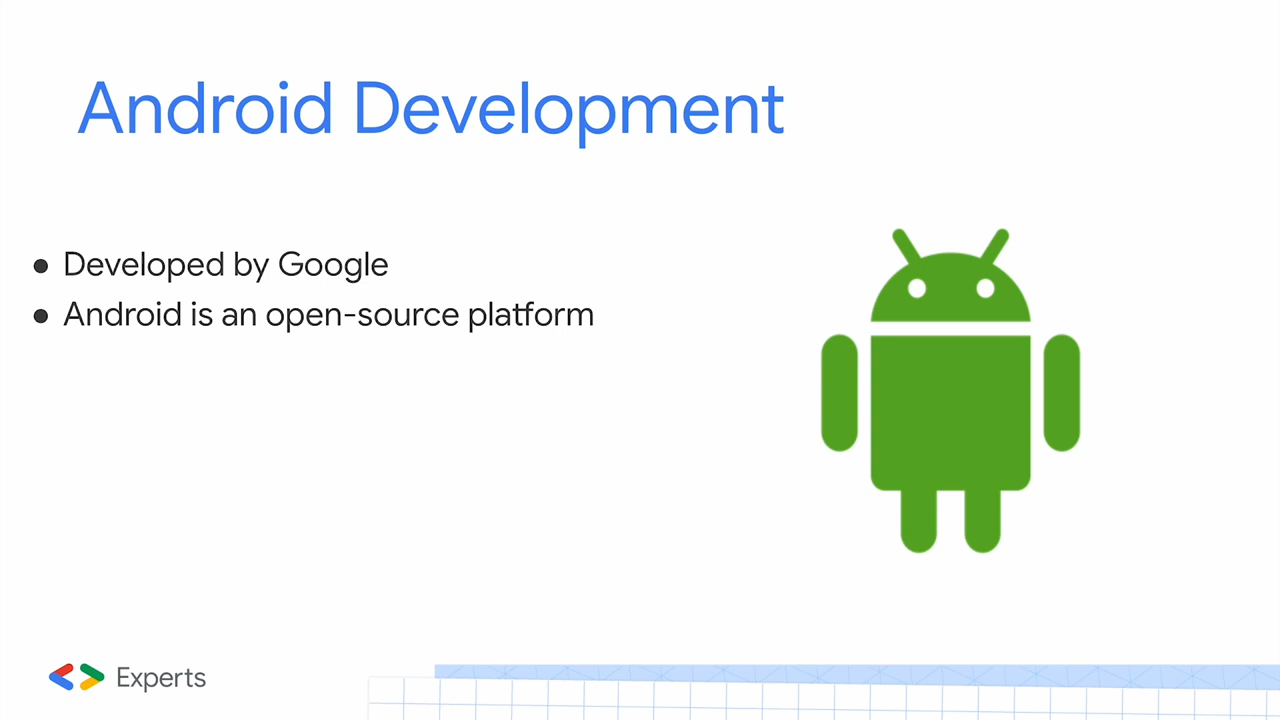 Android Development
● Developed by Google
● Android is an open-source platform
Experts